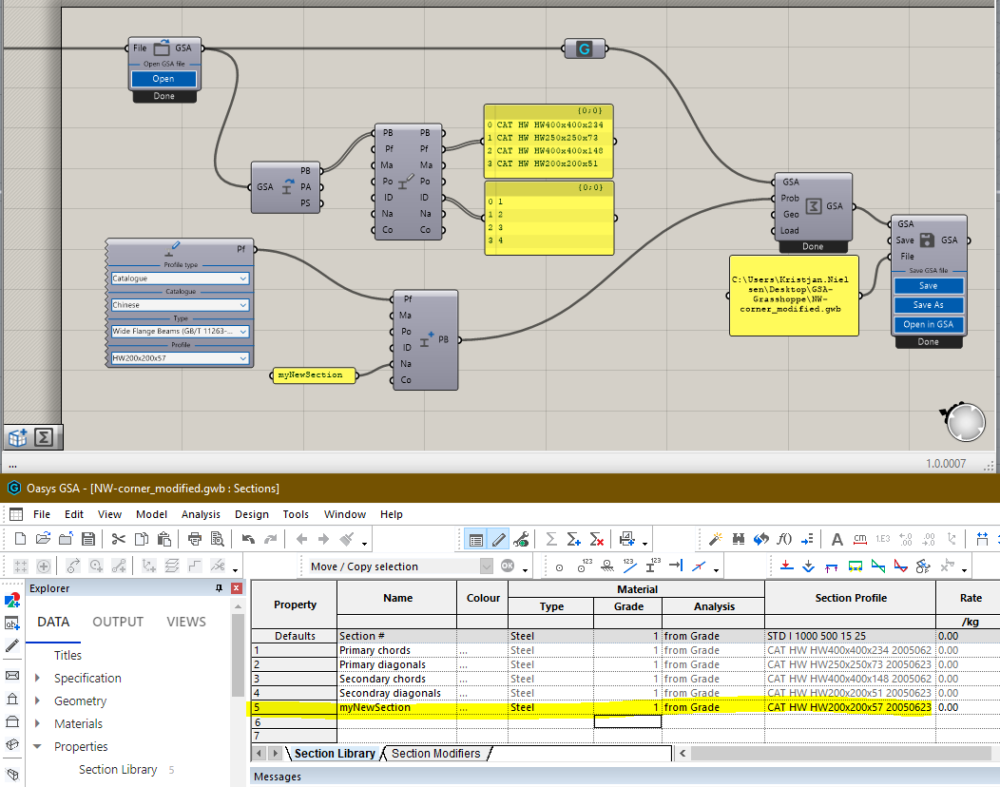 File GSA
Open GSA file
Open
Done
G
{0;0}
0 CAT HW HW400x400x234
1 CAT HW HW250x250x73
2 CAT HW HW400x400x148
3 CAT HW HW200x200x51
PB PB
Pf Pf
Ma Ma
Po Po
ID ID
Na Na
Co Co
GSA PB
PA
PS
{0;0}
0 1
1 2
2 3
3 4
GSA
Prob GSA
Geo
Load
Done
GSA
Save GSA
File
Save GSA file
Save
Save As
Open in GSA
Done
C:\Users\Kristjan.Niel
sen\Desktop\GSA-
Grasshoppe\NW-
corner_modified.gwb
Pf
Profile type
Catalogue
Catalogue
Chinese
Type
Wide Flange Beams (GB/T 11263-...
Profile
HW200x200x57
Pf
Ma
Po PB
ID
Na
Co
myNewSection
...
1.0.0007
Oasys GSA - [NW-corner_modified.gwb : Sections]
File Edit View Model Analysis Design Tools Window Help
Move / Copy selection
OK
Explorer
DATA OUTPUT VIEWS
Titles
Specification
Geometry
Materials
Properties
Section Library 5
Property Name Colour Material Section Profile Rate
Type Grade Analysis
/kg
Defaults Section # Steel 1 from Grade STD I 1000 500 15 25 0.00
1 Primary chords ... Steel 1 from Grade CAT HW HW400x400x234 2005062 0.00
2 Primary diagonals ... Steel 1 from Grade CAT HW HW250x250x73 20050623 0.00
3 Secondary chords ... Steel 1 from Grade CAT HW HW400x400x148 2005062 0.00
4 Secondray diagonals ... Steel 1 from Grade CAT HW HW200x200x51 20050623 0.00
5 myNewSection ... Steel 1 from Grade CAT HW HW200x200x57 20050623 0.00
6
7
Section Library Section Modifiers
Messages